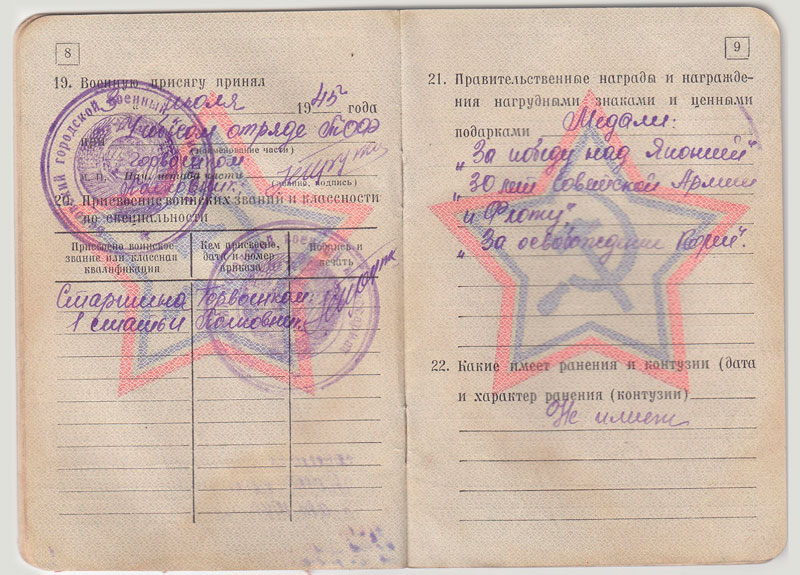 8
19. Военную присягу принял
июля 1945 года
Учебном отряде ТОФ
при
(наименование части)
Горвоенком
м. п. Нач. штаба части
Полковник:
(звание, подпись)
20. Присвоение воинских званий и классности
по специальности
Присвоено воинское звание или классная квалификация
Кем присвоено, дата и номер приказа
Подпись и печать
Старшина Горвоенком:
1 статьи Полковник:
9
21. Правительственные награды и награжде-
ния нагрудными знаками и ценными
подарками Медали:
„За победу над Японией"
„30 лет Советской Армии
и Флоту"
„За освобождение Кореи".
22. Какие имеет ранения и контузии (дата
и характер ранения (контузии)
Не имеет